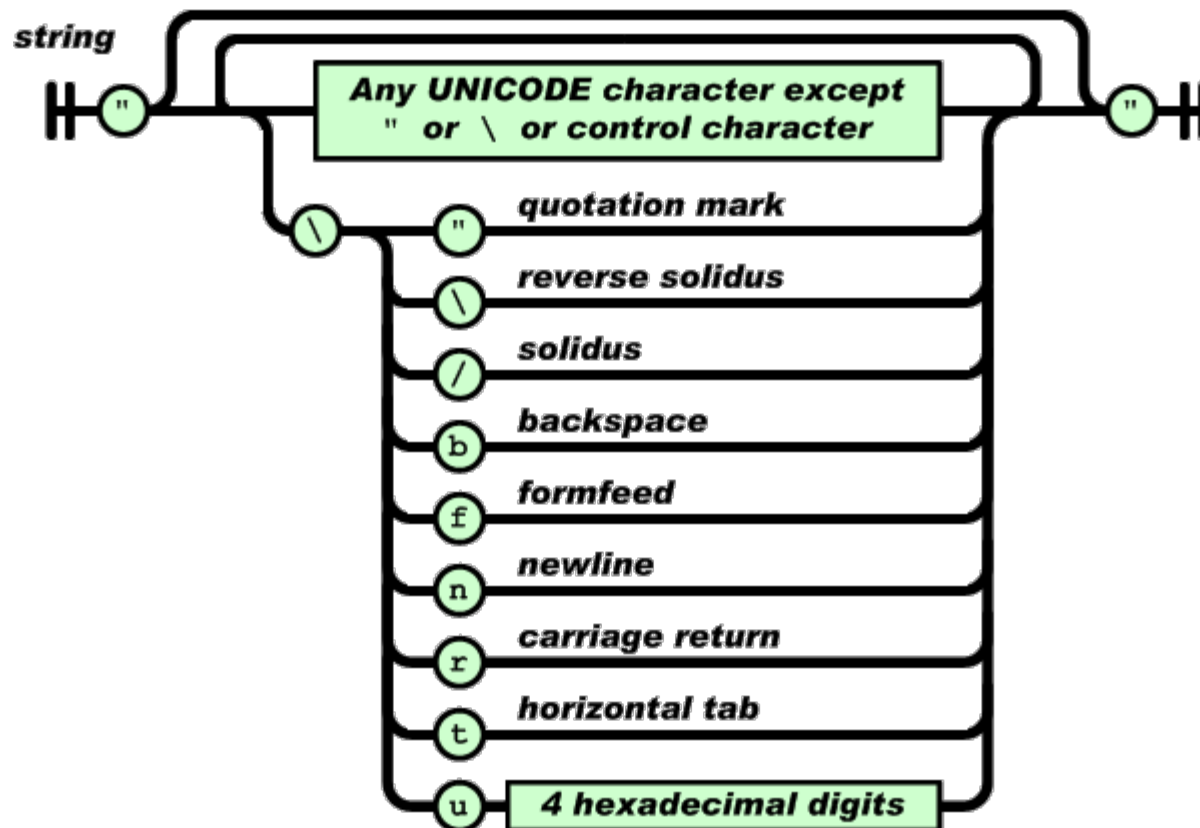 string
"
Any UNICODE character except
" or \ or control character
"
\
" quotation mark
\ reverse solidus
/ solidus
b backspace
f formfeed
n newline
r carriage return
t horizontal tab
u 4 hexadecimal digits